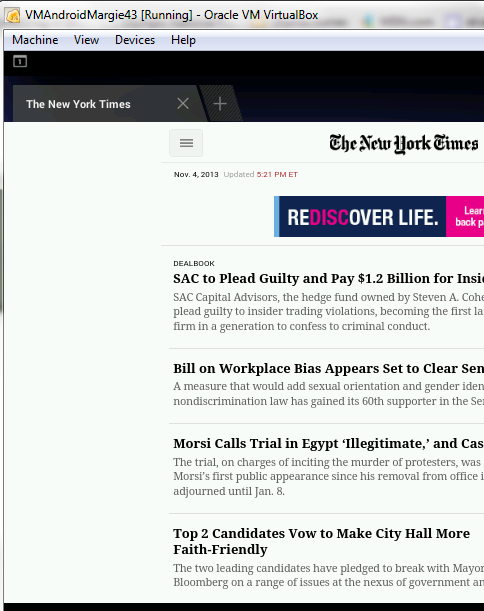 VMAndroidMargie43 [Running] - Oracle VM VirtualBox
Machine View Devices Help
1
The New York Times
The New York Times
Nov. 4, 2013 Updated 5:21 PM ET
REDISCOVER LIFE.
Lear
back p
DEALBOOK
SAC to Plead Guilty and Pay $1.2 Billion for Insi
SAC Capital Advisors, the hedge fund owned by Steven A. Cohe
plead guilty to insider trading violations, becoming the first la
firm in a generation to confess to criminal conduct.
Bill on Workplace Bias Appears Set to Clear Sen
A measure that would add sexual orientation and gender iden
nondiscrimination law has gained its 60th supporter in the Se
Morsi Calls Trial in Egypt ‘Illegitimate,’ and Cas
The trial, on charges of inciting the murder of protesters, was
Morsi’s first public appearance since his removal from office i
adjourned until Jan. 8.
Top 2 Candidates Vow to Make City Hall More
Faith-Friendly
The two leading candidates have pledged to break with Mayor
Bloomberg on a range of issues at the nexus of government an